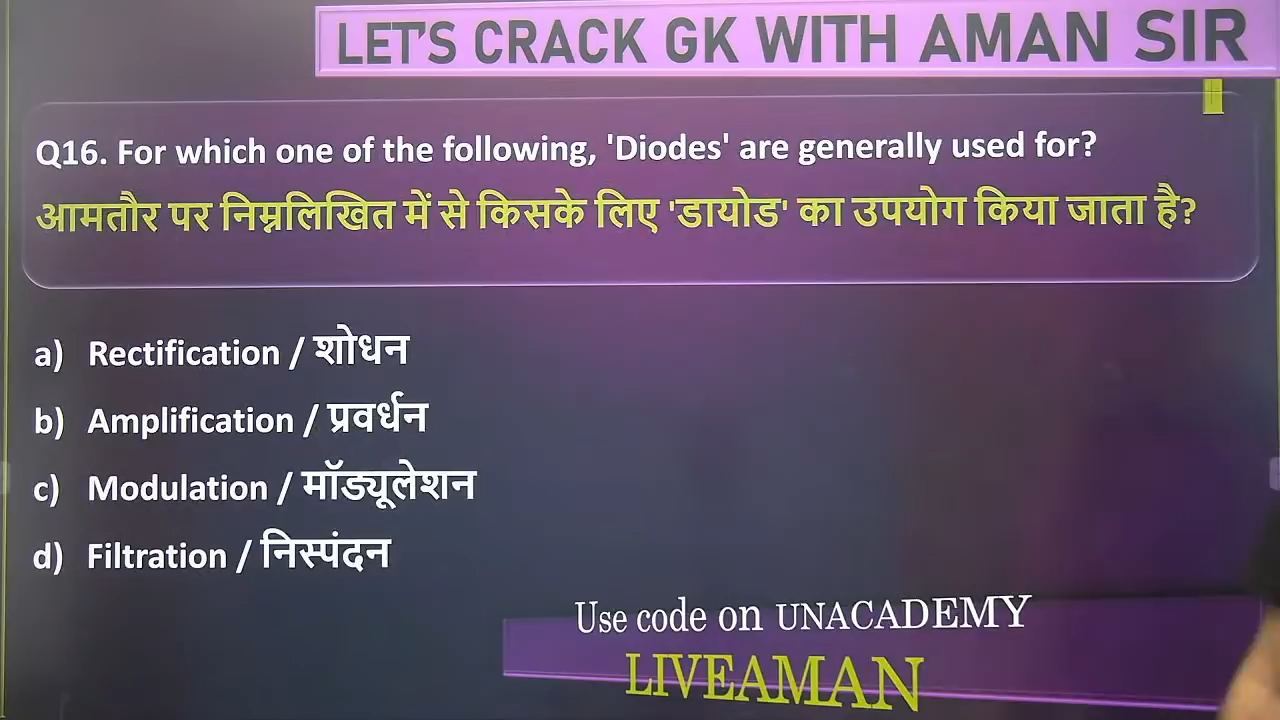 LET'S CRACK GK WITH AMAN SIR
Q16. For which one of the following, 'Diodes' are generally used for?
आमतौर पर निम्नलिखित में से किसके लिए 'डायोड' का उपयोग किया जाता है?
a) Rectification / शोधन
b) Amplification / प्रवर्धन
c) Modulation / मॉड्यूलेशन
d) Filtration / निस्पंदन
Use code on UNACADEMY
LIVEAMAN